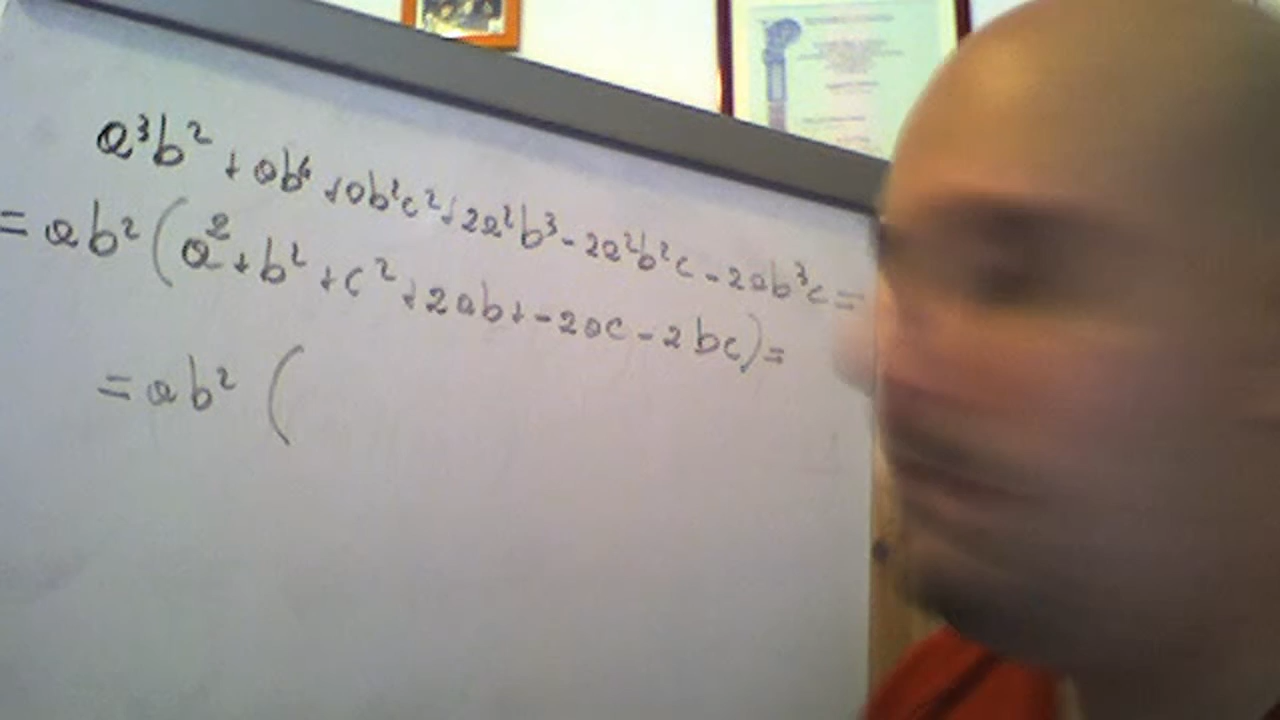 a³b² + ab⁴ + ab²c² + 2a²b³ - 2a²b²c - 2ab³c =
= ab² (a² + b² + c² + 2ab + - 2ac - 2bc) =
= ab² (